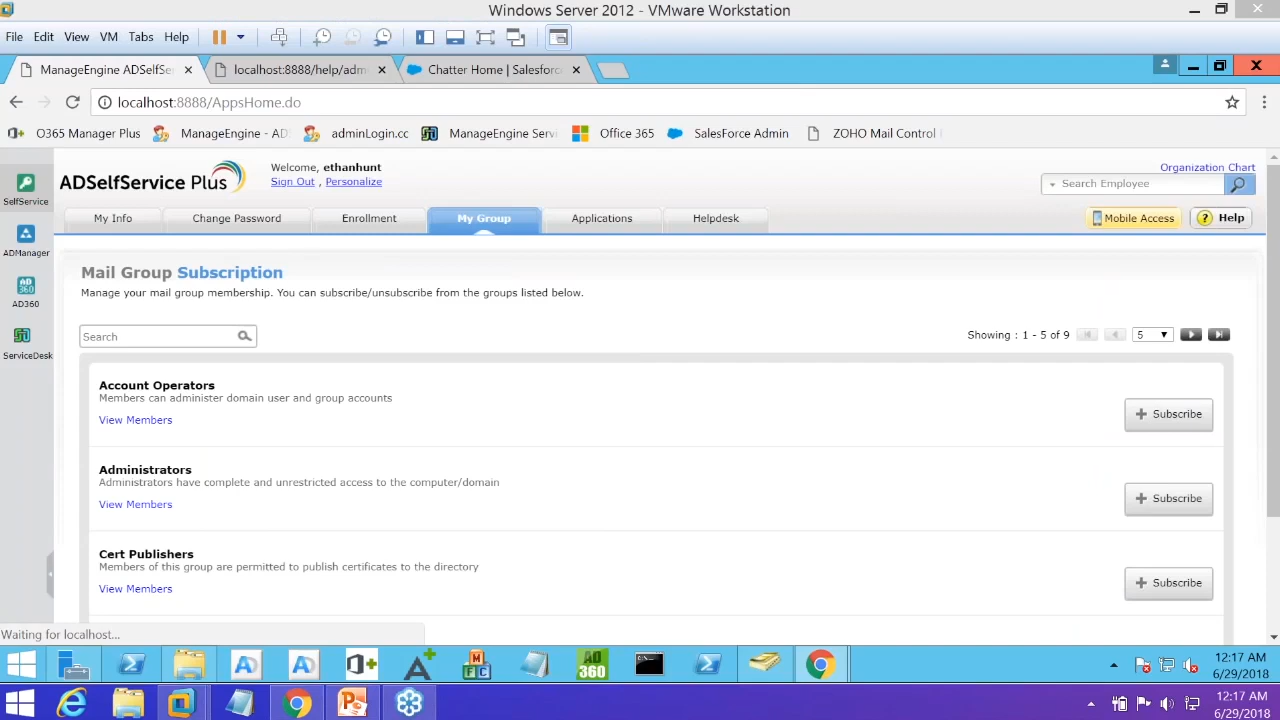 Windows Server 2012 - VMware Workstation
File Edit View VM Tabs Help
ManageEngine ADSelfSe
localhost:8888/help/adm
Chatter Home | Salesforc
localhost:8888/AppsHome.do
O365 Manager Plus
ManageEngine - AD
adminLogin.cc
ManageEngine Servi
Office 365
SalesForce Admin
ZOHO Mail Control
SelfService
ADManager
AD360
ServiceDesk
ADSelfService Plus
Welcome, ethanhunt
Sign Out , Personalize
Organization Chart
Search Employee
My Info Change Password Enrollment My Group Applications Helpdesk
Mobile Access
Help
Mail Group Subscription
Manage your mail group membership. You can subscribe/unsubscribe from the groups listed below.
Search
Showing : 1 - 5 of 9
5
Account Operators
Members can administer domain user and group accounts
View Members
Subscribe
Administrators
Administrators have complete and unrestricted access to the computer/domain
View Members
Subscribe
Cert Publishers
Members of this group are permitted to publish certificates to the directory
View Members
Subscribe
Waiting for localhost...
AD
360
12:17 AM
6/29/2018
12:17 AM
6/29/2018